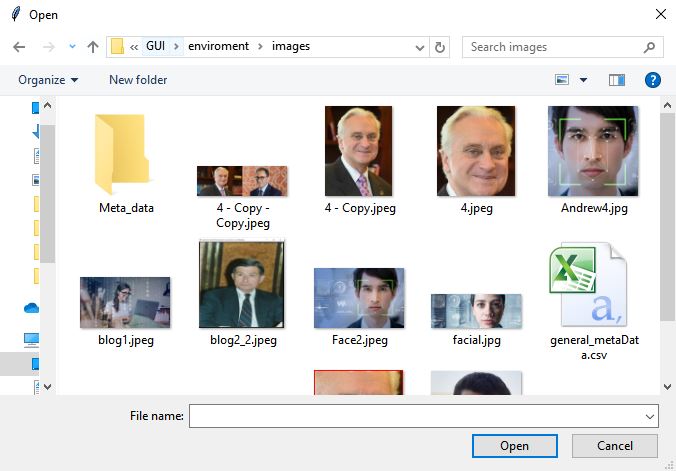 Open
« GUI › enviroment › images
Search images
Organize
New folder
Meta_data
4 - Copy -
Copy.jpeg
4 - Copy.jpeg
4.jpeg
Andrew4.jpg
blog1.jpeg
blog2_2.jpeg
Face2.jpeg
facial.jpg
general_metaDat
a.csv
File name:
Open
Cancel